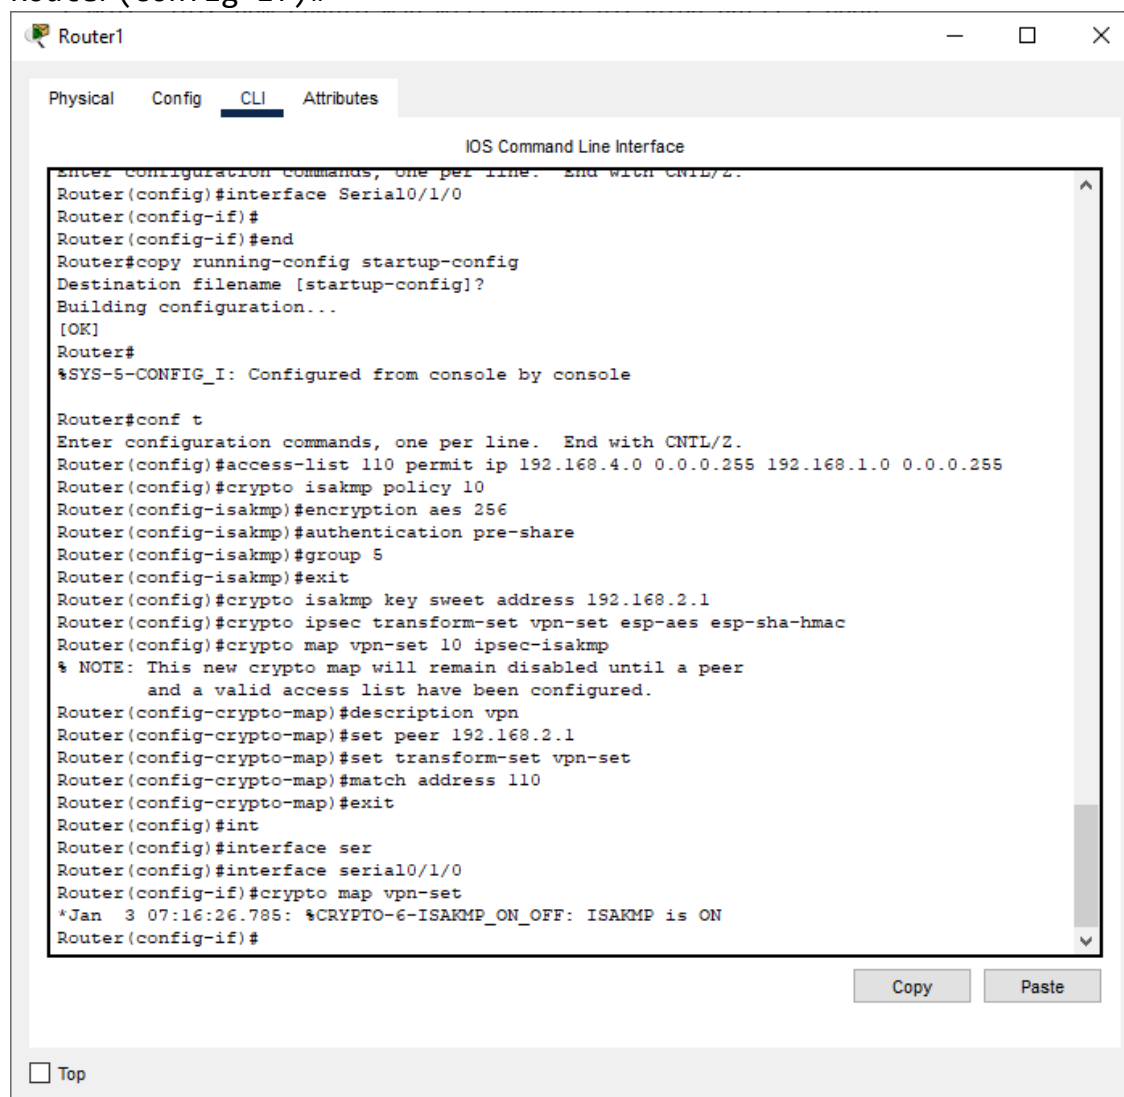 Router1
Physical Config CLI Attributes
IOS Command Line Interface
Enter configuration commands, one per line.  End with CNTL/Z.
Router(config)#interface Serial0/1/0
Router(config-if)#
Router(config-if)#end
Router#copy running-config startup-config
Destination filename [startup-config]?
Building configuration...
[OK]
Router#
%SYS-5-CONFIG_I: Configured from console by console
Router#conf t
Enter configuration commands, one per line.  End with CNTL/Z.
Router(config)#access-list 110 permit ip 192.168.4.0 0.0.0.255 192.168.1.0 0.0.0.255
Router(config)#crypto isakmp policy 10
Router(config-isakmp)#encryption aes 256
Router(config-isakmp)#authentication pre-share
Router(config-isakmp)#group 5
Router(config-isakmp)#exit
Router(config)#crypto isakmp key sweet address 192.168.2.1
Router(config)#crypto ipsec transform-set vpn-set esp-aes esp-sha-hmac
Router(config)#crypto map vpn-set 10 ipsec-isakmp
% NOTE: This new crypto map will remain disabled until a peer
and a valid access list have been configured.
Router(config-crypto-map)#description vpn
Router(config-crypto-map)#set peer 192.168.2.1
Router(config-crypto-map)#set transform-set vpn-set
Router(config-crypto-map)#match address 110
Router(config-crypto-map)#exit
Router(config)#int
Router(config)#interface ser
Router(config)#interface serial0/1/0
Router(config-if)#crypto map vpn-set
*Jan  3 07:16:26.785: %CRYPTO-6-ISAKMP_ON_OFF: ISAKMP is ON
Router(config-if)#
Copy Paste
Top